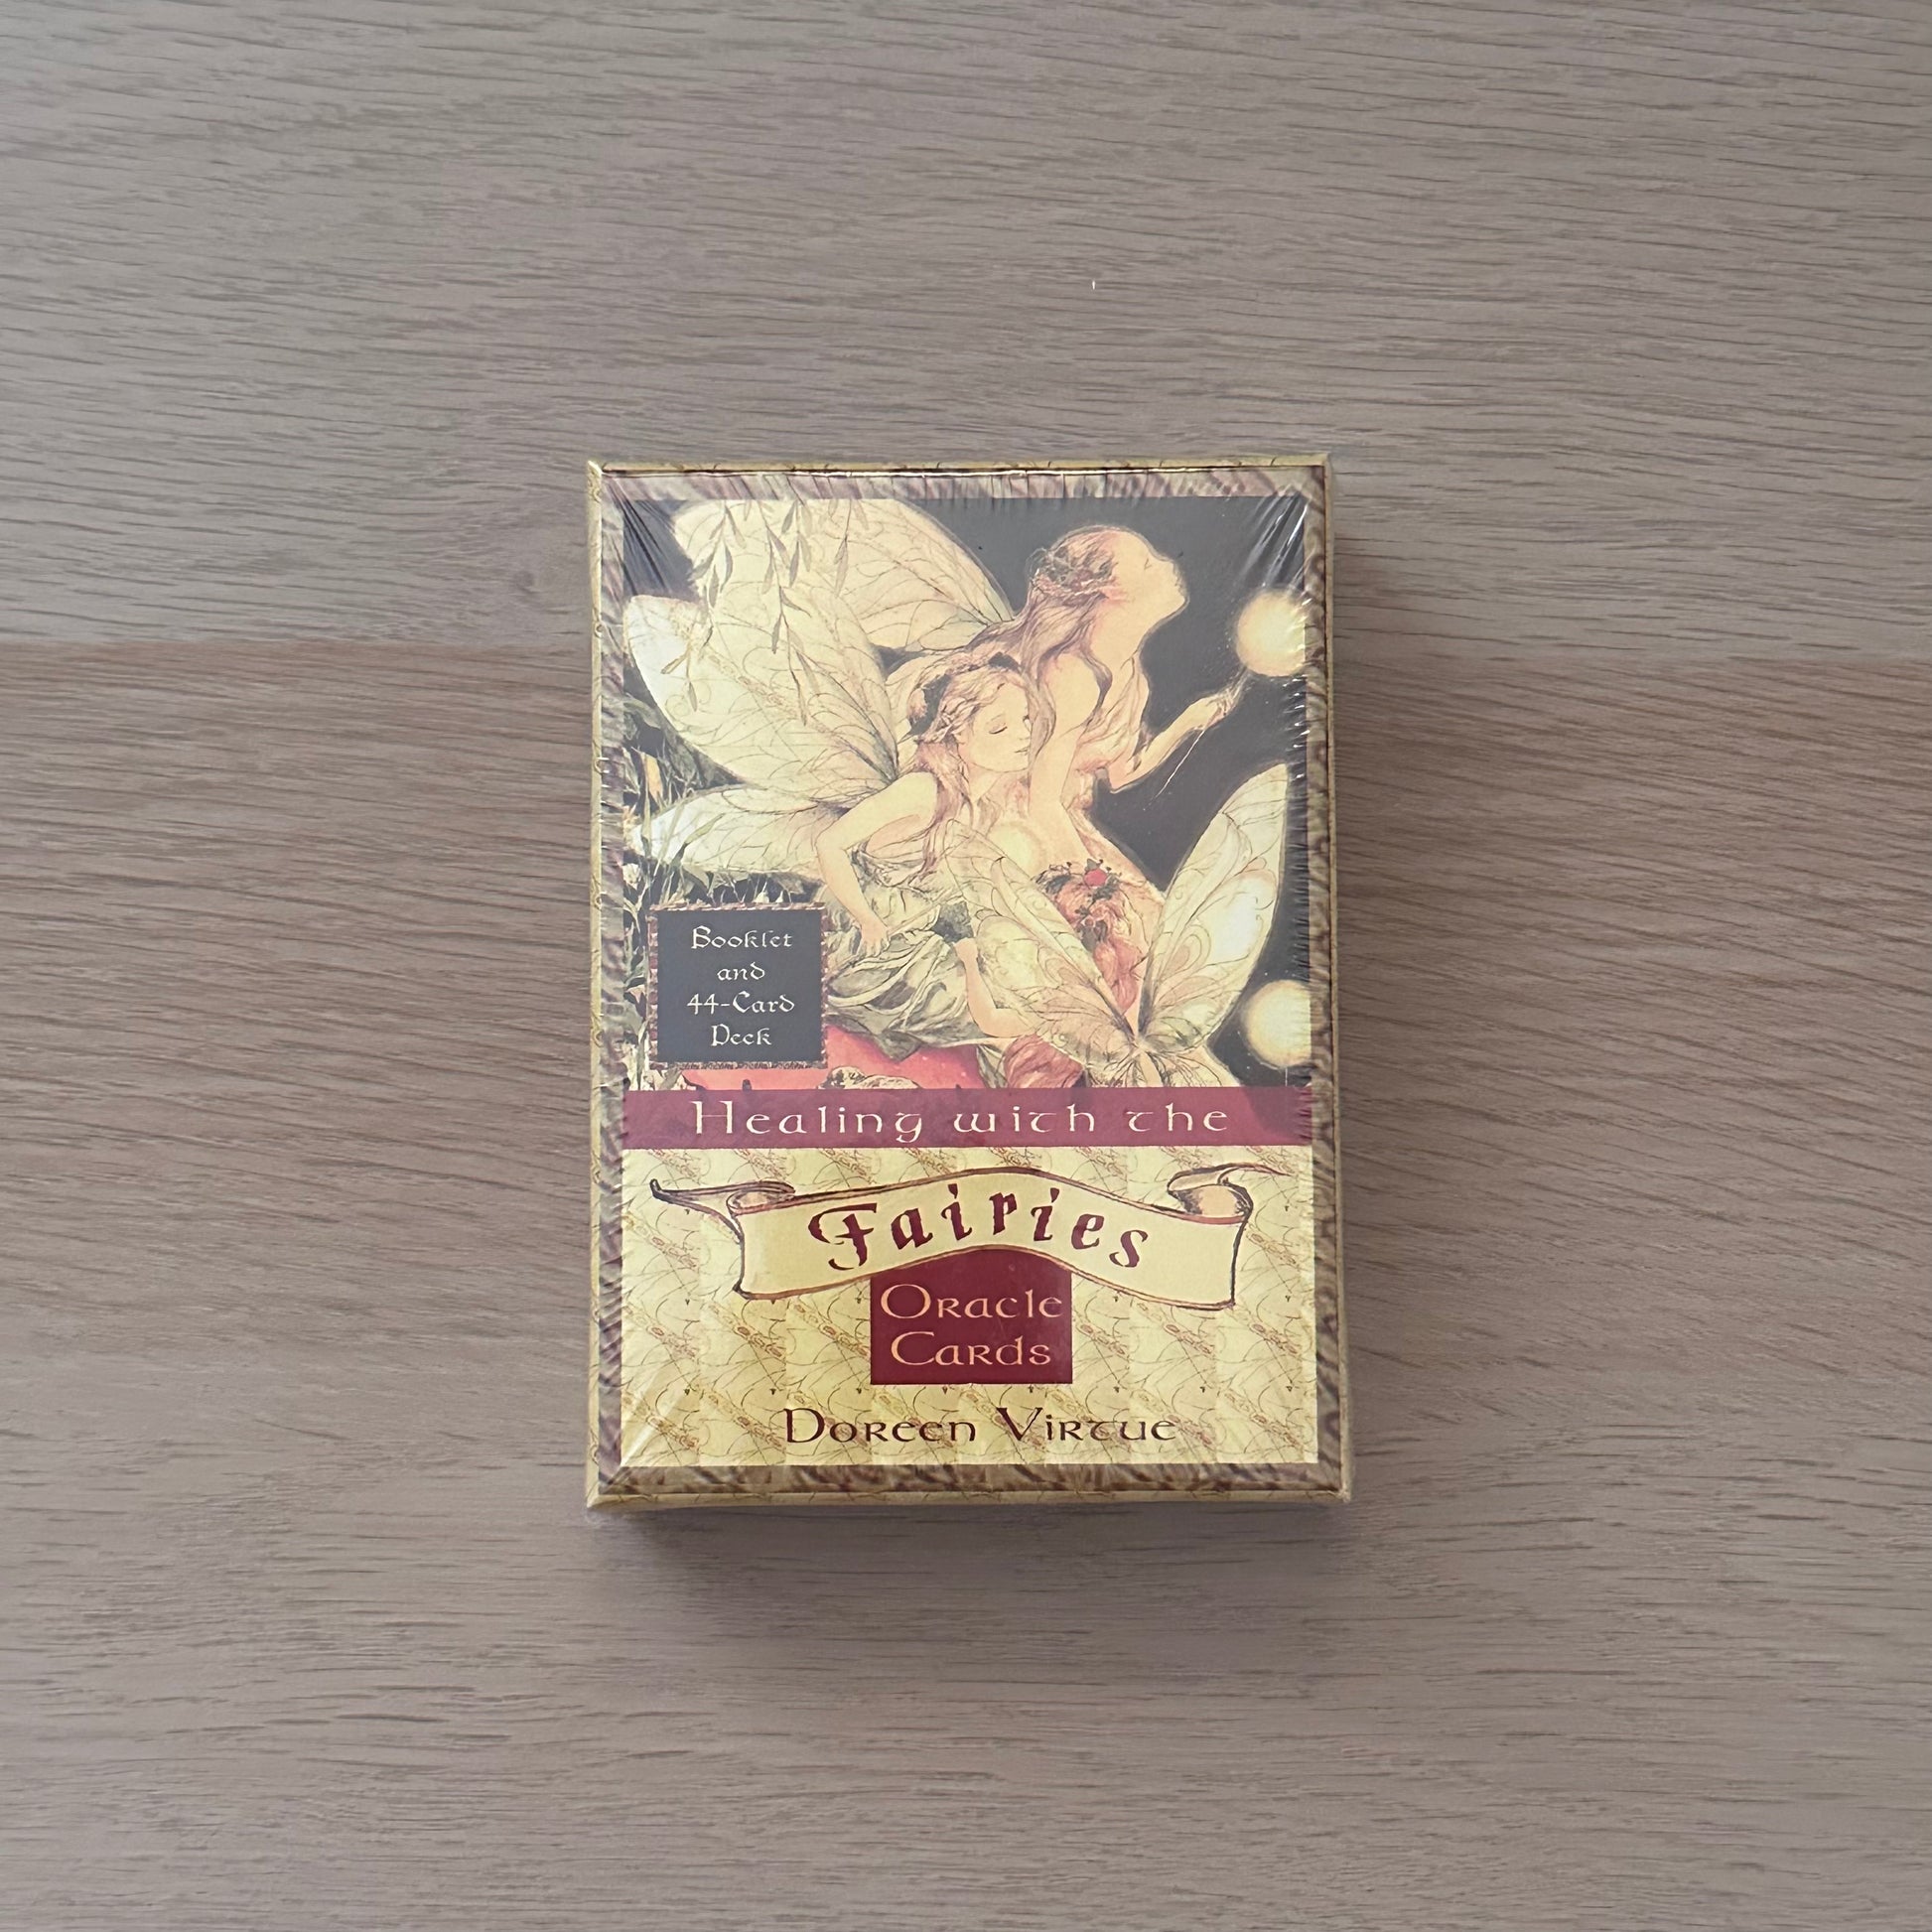 Booklet
and
44-Card
Deck
Healing with the
Fairies
Oracle
Cards
Doreen Virtue